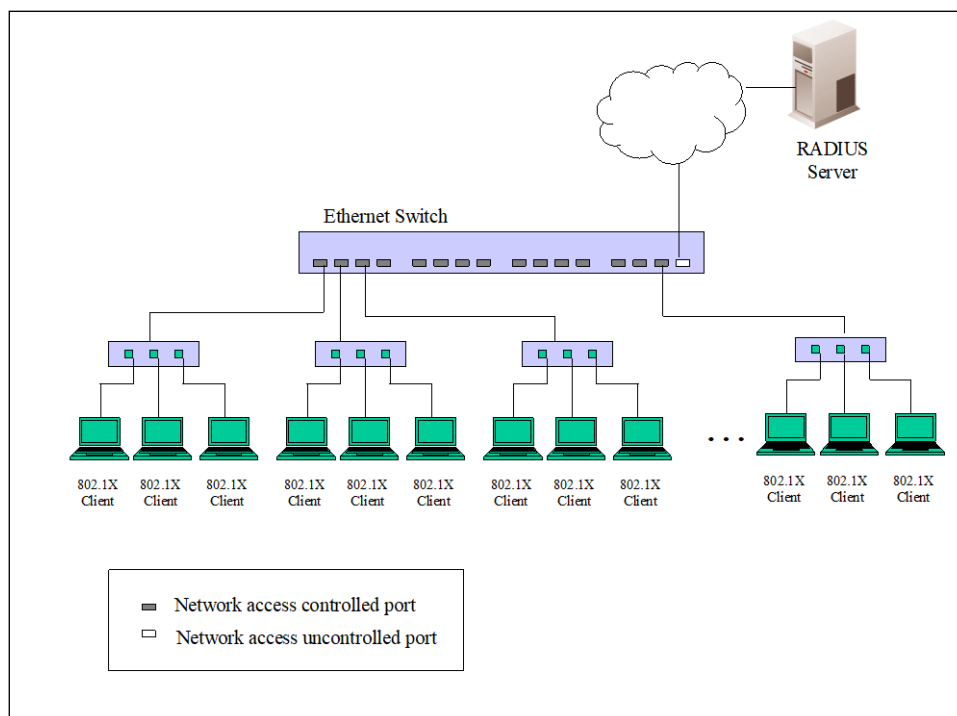 RADIUS
Server
Ethernet Switch
802.1X
Client
802.1X
Client
802.1X
Client
802.1X
Client
802.1X
Client
802.1X
Client
802.1X
Client
802.1X
Client
802.1X
Client
...
802.1X
Client
802.1X
Client
802.1X
Client
Network access controlled port
Network access uncontrolled port